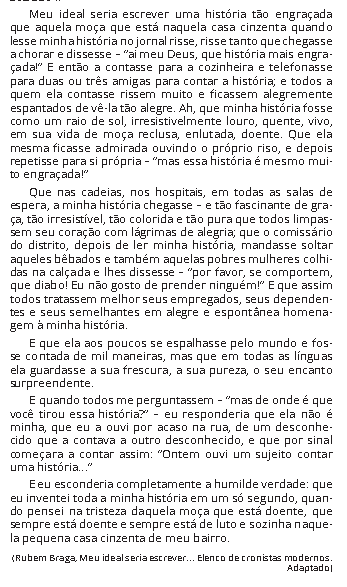 Meu ideal seria escrever uma história tão engraçada
que aquela moça que está naquela casa cinzenta quando
lesse minha história no jornal risse, risse tanto que chegasse
a chorar e dissesse – “ai meu Deus, que história mais engra-
çada!” E então a contasse para a cozinheira e telefonasse
para duas ou três amigas para contar a história; e todos a
quem ela contasse rissem muito e ficassem alegremente
espantados de vê-la tão alegre. Ah, que minha história fosse
como um raio de sol, irresistivelmente louro, quente, vivo,
em sua vida de moça reclusa, enlutada, doente. Que ela
mesma ficasse admirada ouvindo o próprio riso, e depois
repetisse para si própria – “mas essa história é mesmo mui-
to engraçada!”
Que nas cadeias, nos hospitais, em todas as salas de
espera, a minha história chegasse – e tão fascinante de gra-
ça, tão irresistível, tão colorida e tão pura que todos limpas-
sem seu coração com lágrimas de alegria; que o comissário
do distrito, depois de ler minha história, mandasse soltar
aqueles bêbados e também aquelas pobres mulheres colhi-
das na calçada e lhes dissesse – “por favor, se comportem,
que diabo! Eu não gosto de prender ninguém!” E que assim
todos tratassem melhor seus empregados, seus dependen-
tes e seus semelhantes em alegre e espontânea homena-
gem à minha história.
E que ela aos poucos se espalhasse pelo mundo e fos-
se contada de mil maneiras, mas que em todas as línguas
ela guardasse a sua frescura, a sua pureza, o seu encanto
surpreendente.
E quando todos me perguntassem – “mas de onde é que
você tirou essa história?” – eu responderia que ela não é
minha, que eu a ouvi por acaso na rua, de um desconhe-
cido que a contava a outro desconhecido, e que por sinal
começara a contar assim: “Ontem ouvi um sujeito contar
uma história...”
E eu esconderia completamente a humilde verdade: que
eu inventei toda a minha história em um só segundo, quan-
do pensei na tristeza daquela moça que está doente, que
sempre está doente e sempre está de luto e sozinha naque-
la pequena casa cinzenta de meu bairro.
(Rubem Braga, Meu ideal seria escrever... Elenco de cronistas modernos.
Adaptado)